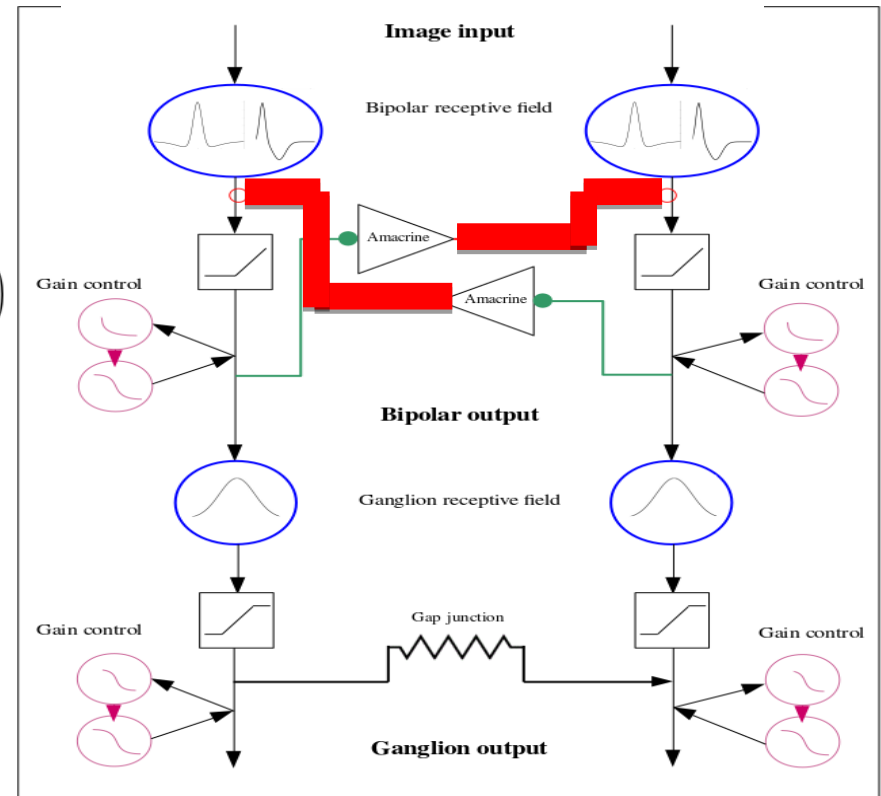 Image input
Bipolar receptive field
Amacrine
Gain control
Gain control
Amacrine
Bipolar output
Ganglion receptive field
Gap junction
Gain control
Gain control
Ganglion output